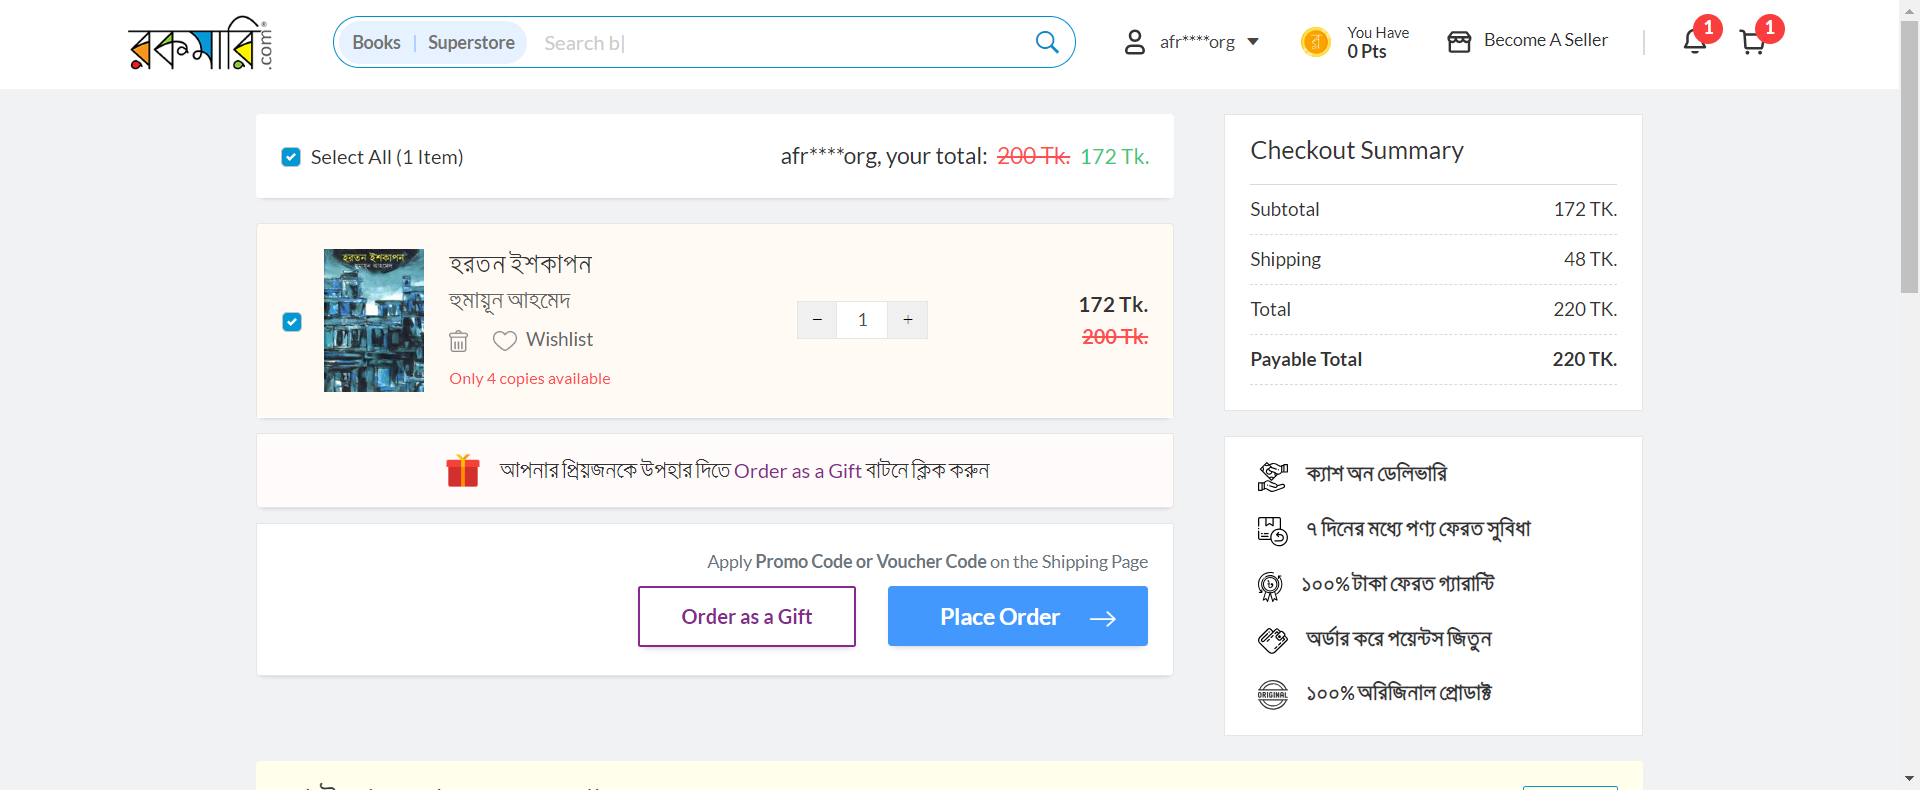 রকমারি.com
Books | Superstore Search b|
afr****org
You Have
0 Pts
Become A Seller
1
1
Select All (1 Item)
afr****org, your total: 200 Tk. 172 Tk.
হরতন ইশকাপন
হুমায়ূন আহমেদ
হরতন ইশকাপন
হুমায়ূন আহমেদ
Wishlist
Only 4 copies available
− 1 +
172 Tk.
200 Tk.
আপনার প্রিয়জনকে উপহার দিতে Order as a Gift বাটনে ক্লিক করুন
Apply Promo Code or Voucher Code on the Shipping Page
Order as a Gift
Place Order →
Checkout Summary
Subtotal 172 TK.
Shipping 48 TK.
Total 220 TK.
Payable Total 220 TK.
ক্যাশ অন ডেলিভারি
৭ দিনের মধ্যে পণ্য ফেরত সুবিধা
১০০% টাকা ফেরত গ্যারান্টি
অর্ডার করে পয়েন্টস জিতুন
ORIGINAL
১০০% অরিজিনাল প্রোডাক্ট